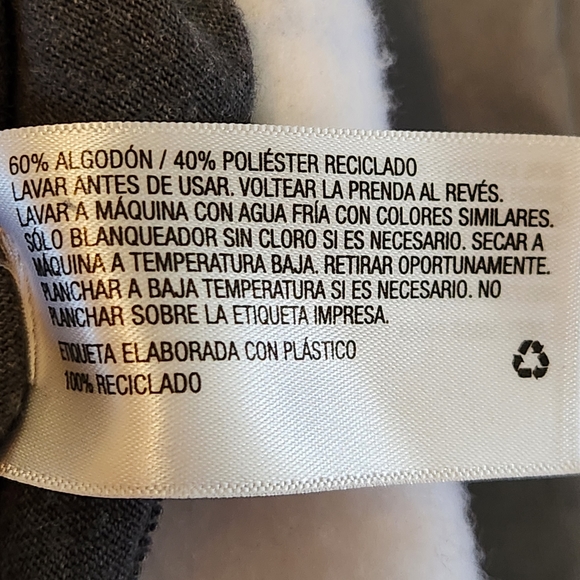 60% ALGODÓN / 40% POLIÉSTER RECICLADO
LAVAR ANTES DE USAR. VOLTEAR LA PRENDA AL REVÉS.
LAVAR A MÁQUINA CON AGUA FRÍA CON COLORES SIMILARES.
SÓLO BLANQUEADOR SIN CLORO SI ES NECESARIO. SECAR A
MÁQUINA A TEMPERATURA BAJA. RETIRAR OPORTUNAMENTE.
PLANCHAR A BAJA TEMPERATURA SI ES NECESARIO. NO
PLANCHAR SOBRE LA ETIQUETA IMPRESA.
ETIQUETA ELABORADA CON PLÁSTICO
100% RECICLADO